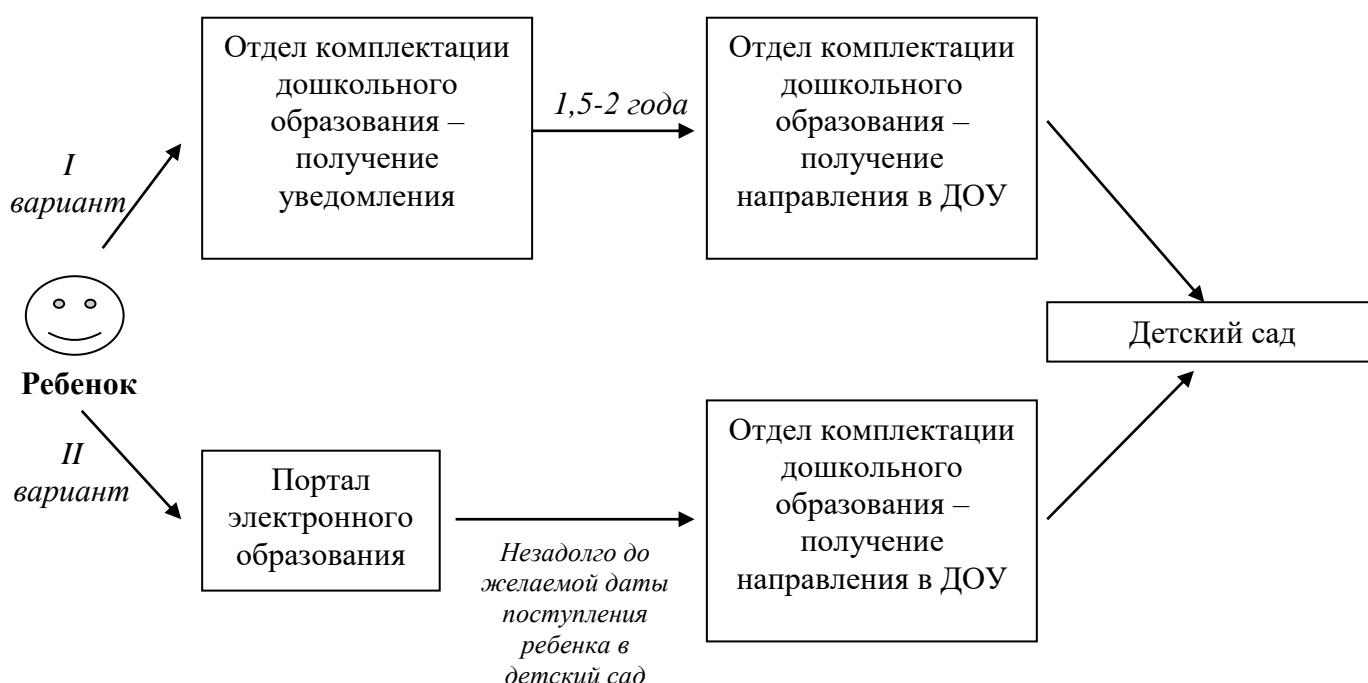 Отдел комплектации
дошкольного
образования –
получение
уведомления
1,5-2 года
Отдел комплектации
дошкольного
образования –
получение
направления в ДОУ
I
вариант
Детский сад
Ребенок
II
вариант
Портал
электронного
образования
Незадолго до
желаемой даты
поступления
ребенка в
детский сад
Отдел комплектации
дошкольного
образования –
получение
направления в ДОУ